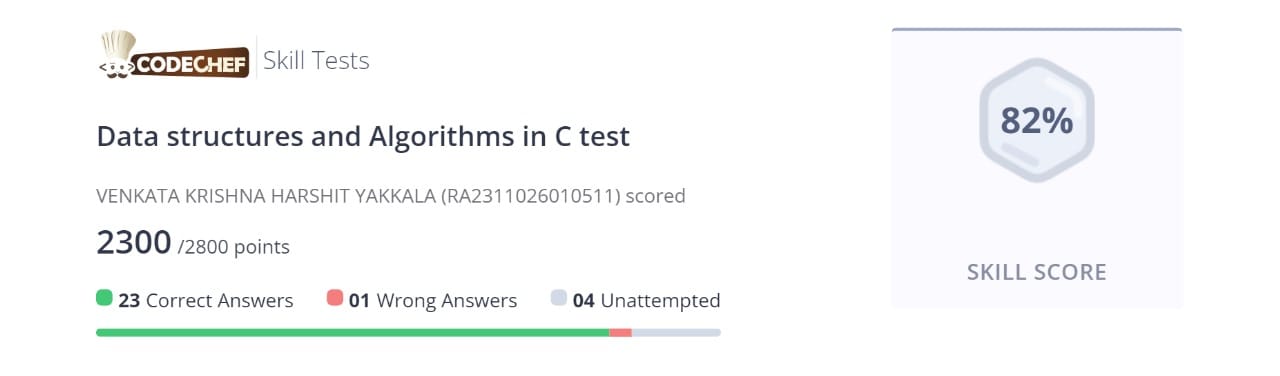 CODECHEF Skill Tests
Data structures and Algorithms in C test
VENKATA KRISHNA HARSHIT YAKKALA (RA2311026010511) scored
2300 /2800 points
23 Correct Answers 01 Wrong Answers 04 Unattempted
82%
SKILL SCORE